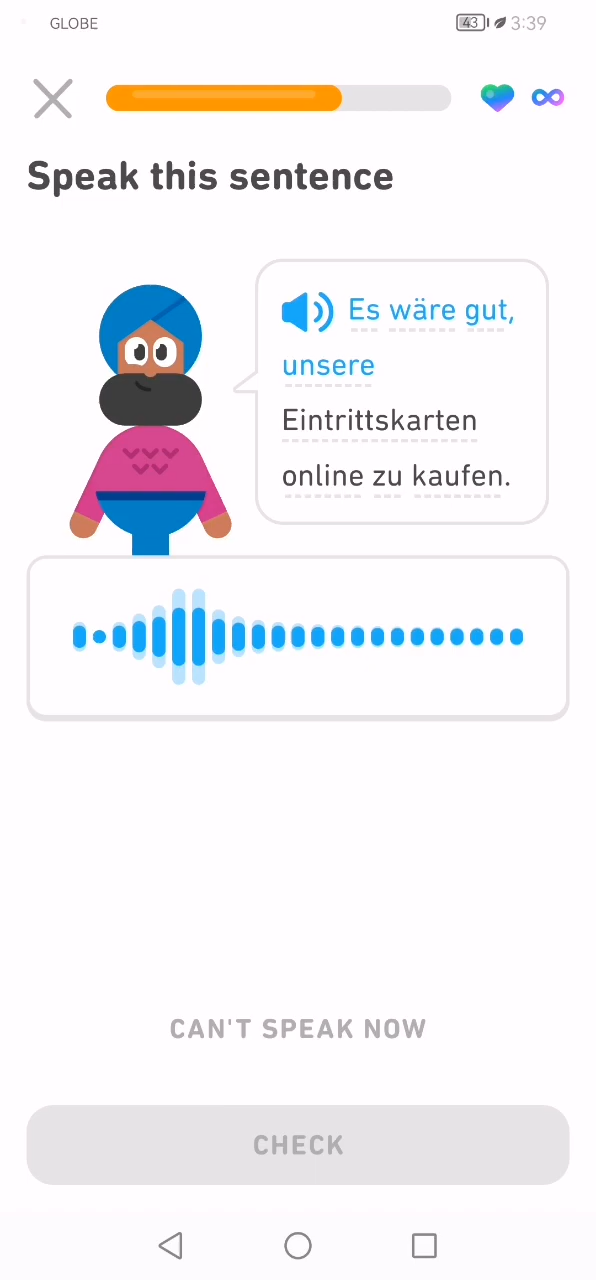 GLOBE
43 3:39
Speak this sentence
Es wäre gut,
unsere
Eintrittskarten
online zu kaufen.
CAN'T SPEAK NOW
CHECK